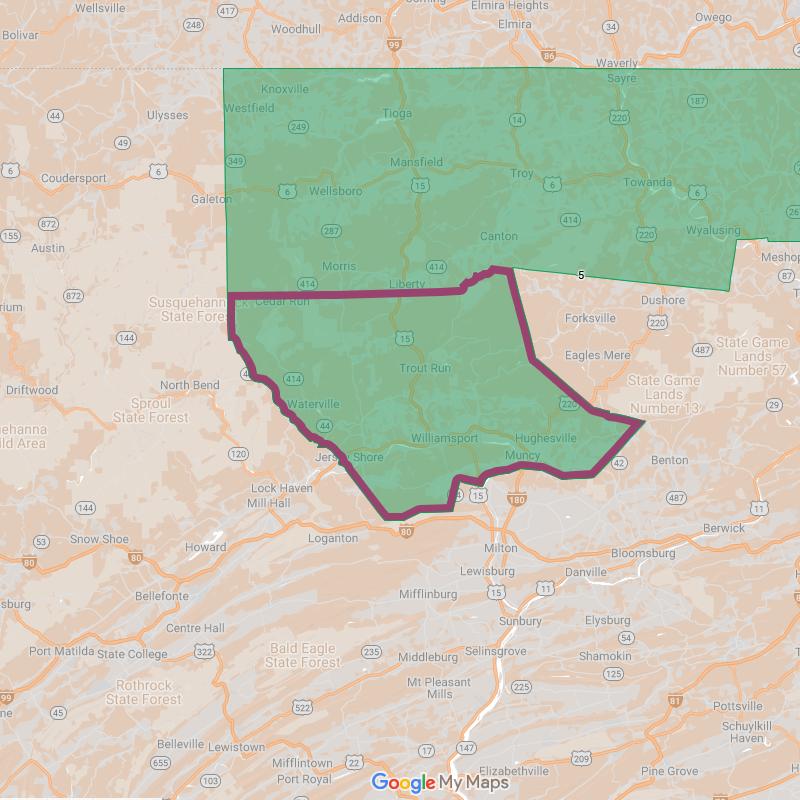 Wellsville
Addison
Elmira Heights
Owego
Bolivar
248
417
Woodhull
Elmira
34
99
86
Waverly
Sayre
Knoxville
Westfield
44
Ulysses
Tioga
249
14
220
187
49
349
Mansfield
6
6
Troy
Coudersport
6
Wellsboro
15
6
Towanda
6
Galeton
872
287
414
155
Austin
Canton
220
Wyalusing
Morris
414
5
Meshop
87
872
414
Liberty
Cedar Run
Dushore
Susquehannock
State Forest
Forksville
220
144
15
State Game
Lands
Number 57
487
Eagles Mere
Trout Run
414
North Bend
Driftwood
State Game
Lands
Number 13
Sproul
State Forest
Waterville
220
29
44
Williamsport
Hughesville
120
Jersey Shore
Muncy
42
Benton
Lock Haven
Mill Hall
15
180
487
144
11
Snow Shoe
53
Howard
Loganton
80
Berwick
80
80
Milton
Bloomsburg
Lewisburg
Danville
Bellefonte
Mifflinburg
15
11
Centre Hall
Sunbury
Elysburg
54
Port Matilda
State College
322
Bald Eagle
State Forest
235
Middleburg
Selinsgrove
Shamokin
125
Rothrock
State Forest
Mt Pleasant
Mills
225
99
45
522
81
Pottsville
Schuylkill
Haven
Belleville
Lewistown
17
147
655
Mifflintown
22
209
103
Port Royal
Elizabethville
Pine Grove
Google My Maps